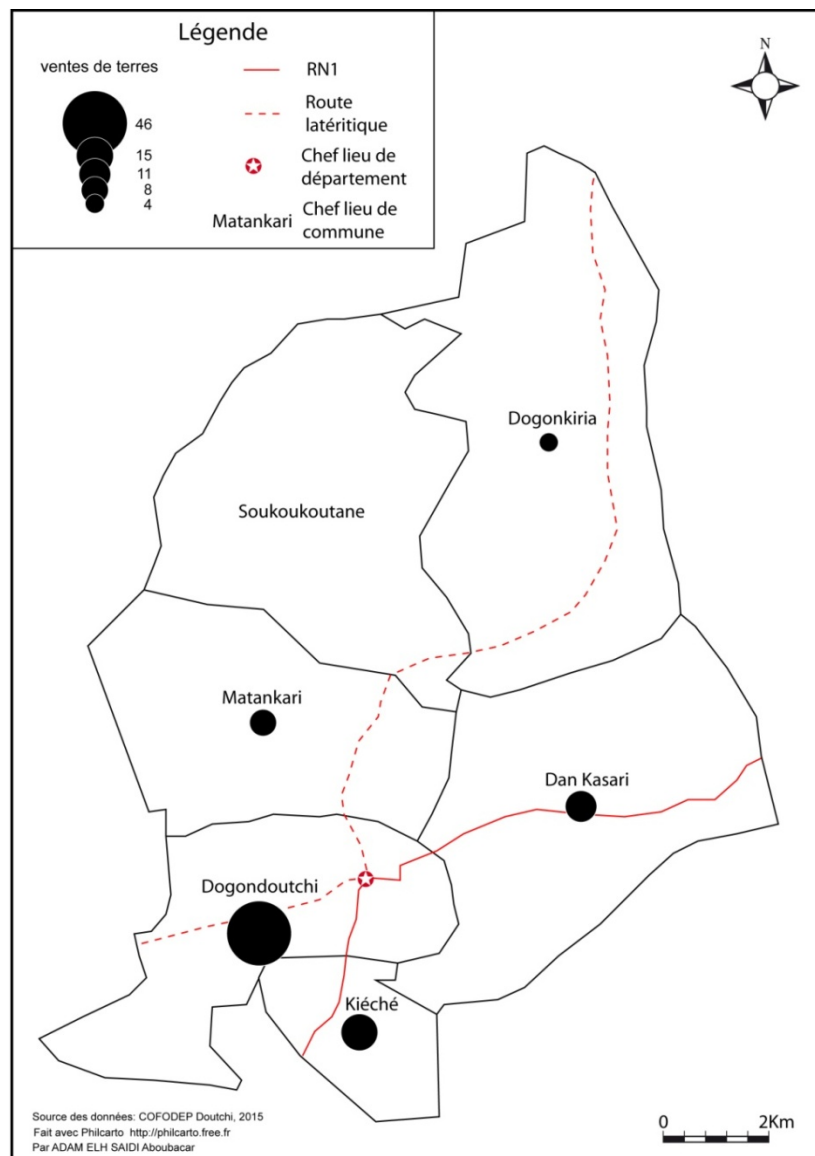 Légende
ventes de terres
46
15
11
8
4
RN1
Route
latéritique
Chef lieu de
département
Matankari
Chef lieu de
commune
N
Dogonkiria
Soukoukoutane
Matankari
Dan Kasari
Dogondoutchi
Kiéché
Source des données: COFODEP Doutchi, 2015
Fait avec Philcarto http://philcarto.free.fr
Par ADAM ELH SAIDI Aboubacar
0 2Km